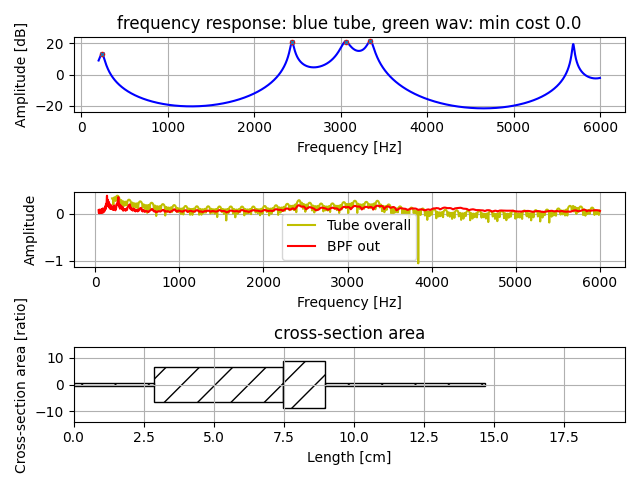 frequency response: blue tube, green wav: min cost 0.0
Amplitude [dB]
20
0
−20
0 1000 2000 3000 4000 5000 6000
Frequency [Hz]
Amplitude
0
−1
Tube overall
BPF out
0 1000 2000 3000 4000 5000 6000
Frequency [Hz]
cross-section area
Cross-section area [ratio]
10
0
−10
0.0 2.5 5.0 7.5 10.0 12.5 15.0 17.5
Length [cm]